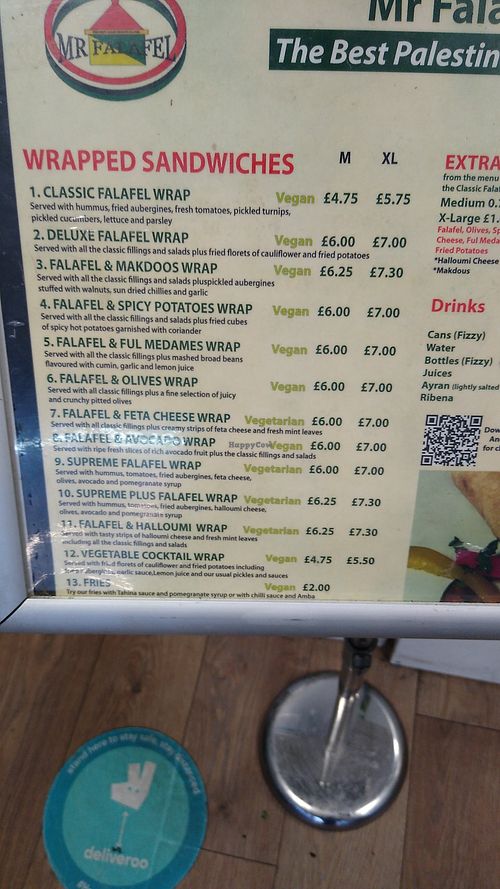 MR FALAFEL
Mr Fala
The Best Palestin
WRAPPED SANDWICHES M XL
1. CLASSIC FALAFEL WRAP Vegan £4.75 £5.75
Served with hummus, fried aubergines, fresh tomatoes, pickled turnips,
pickled cucumbers, lettuce and parsley
2. DELUXE FALAFEL WRAP Vegan £6.00 £7.00
Served with all the classic fillings and salads plus fried florets of cauliflower and fried potatoes
3. FALAFEL & MAKDOOS WRAP Vegan £6.25 £7.30
Served with all the classic fillings and salads pluspickled aubergines
stuffed with walnuts, sun dried chillies and garlic
4. FALAFEL & SPICY POTATOES WRAP Vegan £6.00 £7.00
Served with all the classic fillings and salads plus fried cubes
of spicy hot potatoes garnished with coriander
5. FALAFEL & FUL MEDAMES WRAP Vegan £6.00 £7.00
Served with all the classic fillings plus mashed broad beans
flavoured with cumin, garlic and lemon juice
6. FALAFEL & OLIVES WRAP Vegan £6.00 £7.00
Served with all classic fillings plus a fine selection of juicy
and crunchy pitted olives
7. FALAFEL & FETA CHEESE WRAP Vegetarian £6.00 £7.00
Served with all classic fillings plus creamy strips of feta cheese and fresh mint leaves
8. FALAFEL & AVOCADO WRAP Vegan £6.00 £7.00
HappyCow
Served with ripe fresh slices of rich avocado fruit plus the classic fillings and salads
9. SUPREME FALAFEL WRAP Vegetarian £6.00 £7.00
Served with hummus, tomatoes, fried aubergines, feta cheese,
olives, avocado and pomegranate syrup
10. SUPREME PLUS FALAFEL WRAP Vegetarian £6.25 £7.30
Served with hummus, tomatoes, fried aubergines, halloumi cheese,
olives, avocado and pomegranate syrup
11. FALAFEL & HALLOUMI WRAP Vegetarian £6.25 £7.30
Served with tasty strips of halloumi cheese and fresh mint leaves
including all the classic fillings and salads
12. VEGETABLE COCKTAIL WRAP Vegan £4.75 £5.50
Served with fried florets of cauliflower and fried potatoes including
fried aubergines, garlic sauce,Lemon juice and our usual pickles and sauces
13. FRIES Vegan £2.00
Try our fries with Tahina sauce and pomegranate syrup or with chilli sauce and Amba
EXTRA
from the menu
the Classic Fala
Medium 0.
X-Large £1.
Falafel, Olives, Sp
Cheese, Ful Meda
Fried Potatoes
*Halloumi Cheese
*Makdous
Drinks
Cans (Fizzy)
Water
Bottles (Fizzy)
Juices
Ayran (lightly salted
Ribena
Dow
An
for cl
stand here to stay safe, stay distanced
deliveroo